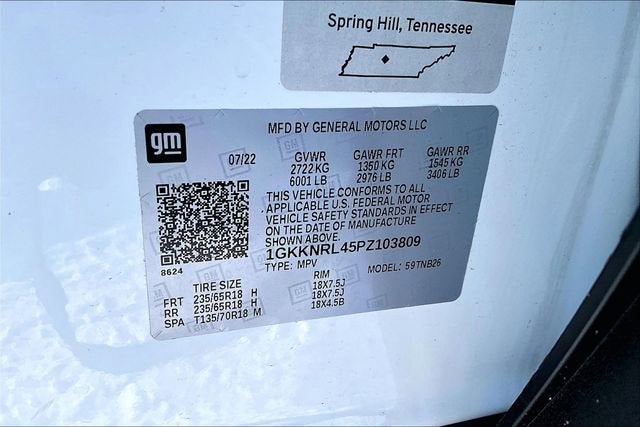 Spring Hill, Tennessee
gm
MFD BY GENERAL MOTORS LLC
07/22
GVWR GAWR FRT GAWR RR
2722 KG 1350 KG 1545 KG
6001 LB 2976 LB 3406 LB
THIS VEHICLE CONFORMS TO ALL
APPLICABLE U.S. FEDERAL MOTOR
VEHICLE SAFETY STANDARDS IN EFFECT
ON THE DATE OF MANUFACTURE
SHOWN ABOVE.
1GKKNRL45PZ103809
TYPE: MPV MODEL: 59TNB26
8624
TIRE SIZE RIM
FRT 235/65R18 H 18X7.5J
RR 235/65R18 H 18X7.5J
SPA T135/70R18 M 18X4.5B